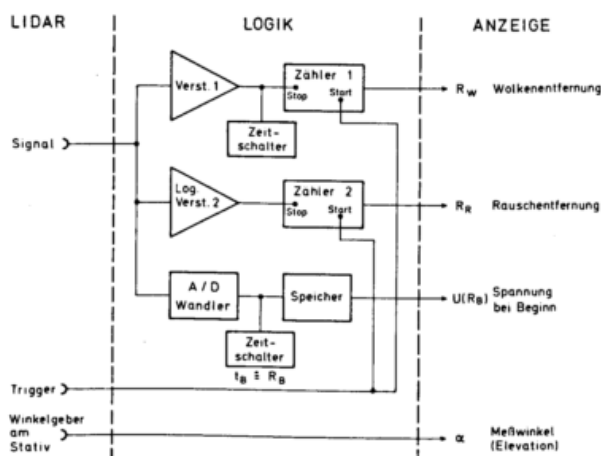 LIDAR
LOGIK
ANZEIGE
Verst. 1
Zähler 1
Stop
Start
R_W Wolkenentfernung
Zeit-
schalter
Signal
Log.
Verst. 2
Zähler 2
Stop
Start
R_R Rauschentfernung
A / D
Wandler
Speicher
U(R_B) Spannung
bei Beginn
Zeit-
schalter
t_B ≙ R_B
Trigger
Winkelgeber
am
Stativ
α Meßwinkel
(Elevation)